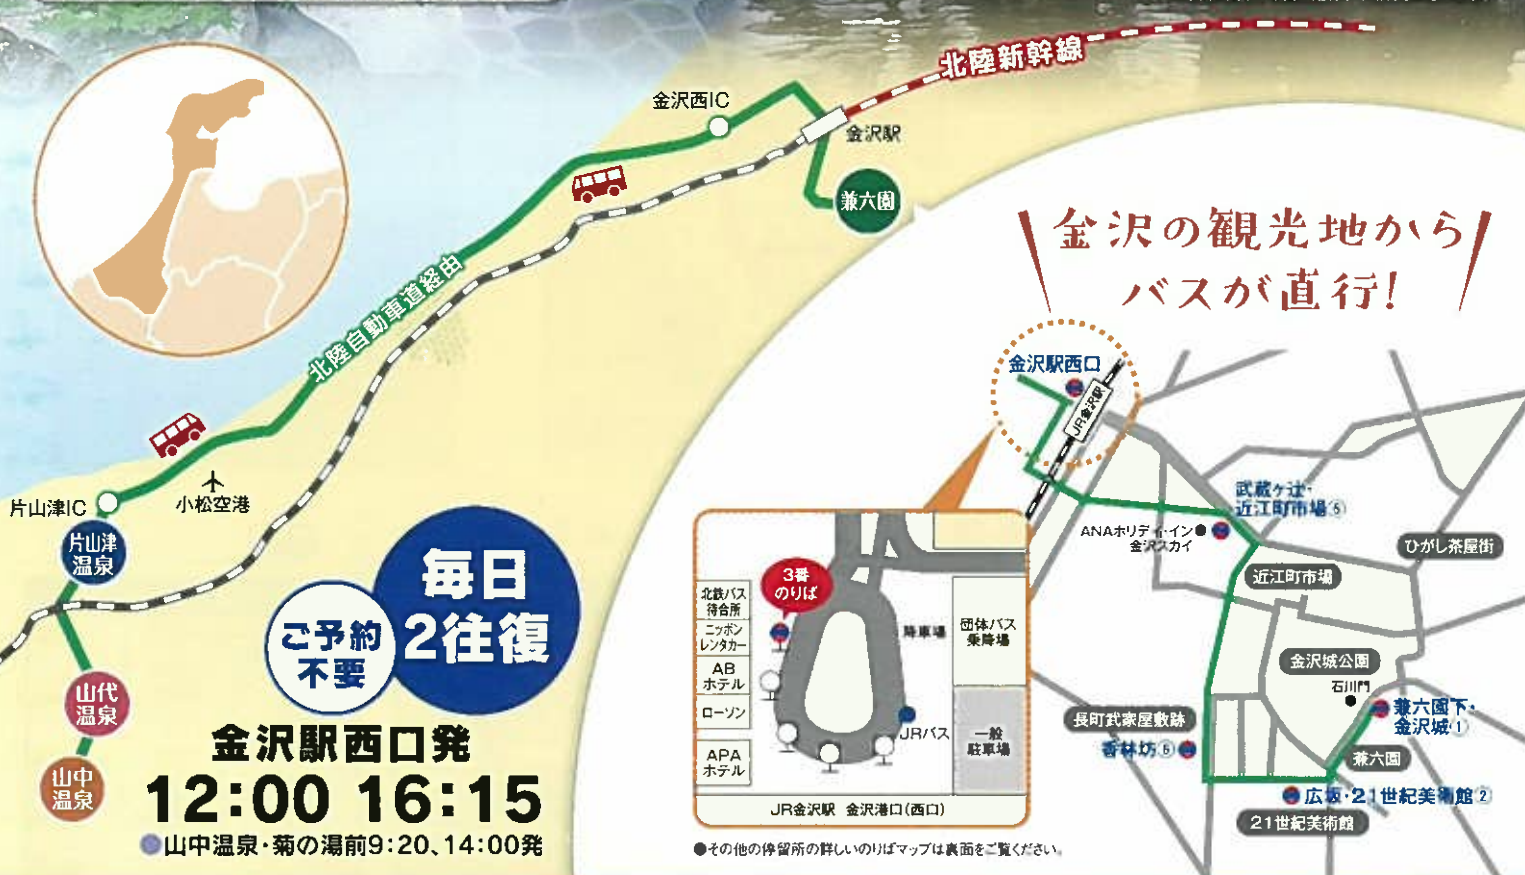 北陸新幹線
金沢西IC
金沢駅
兼六園
北陸自動車道経由
片山津IC
小松空港
片山津
温泉
山代
温泉
山中
温泉
毎日
2往復
ご予約
不要
金沢駅西口発
12:00 16:15
●山中温泉・菊の湯前9:20、14:00発
金沢の観光地から
バスが直行!
金沢駅西口
JR金沢駅
武蔵ヶ辻・
近江町市場⑤
ANAホリデイ・イン
金沢スカイ
ひがし茶屋街
近江町市場
金沢城公園
石川門
兼六園下・
金沢城①
長町武家屋敷跡
香林坊⑥
兼六園
広坂・21世紀美術館②
21世紀美術館
3番
のりば
北鉄バス
待合所
ニッポン
レンタカー
AB
ホテル
ローソン
APA
ホテル
降車場
団体バス
乗降場
JRバス
一般
駐車場
JR金沢駅 金沢港口(西口)
●その他の停留所の詳しいのりばマップは裏面をご覧ください。